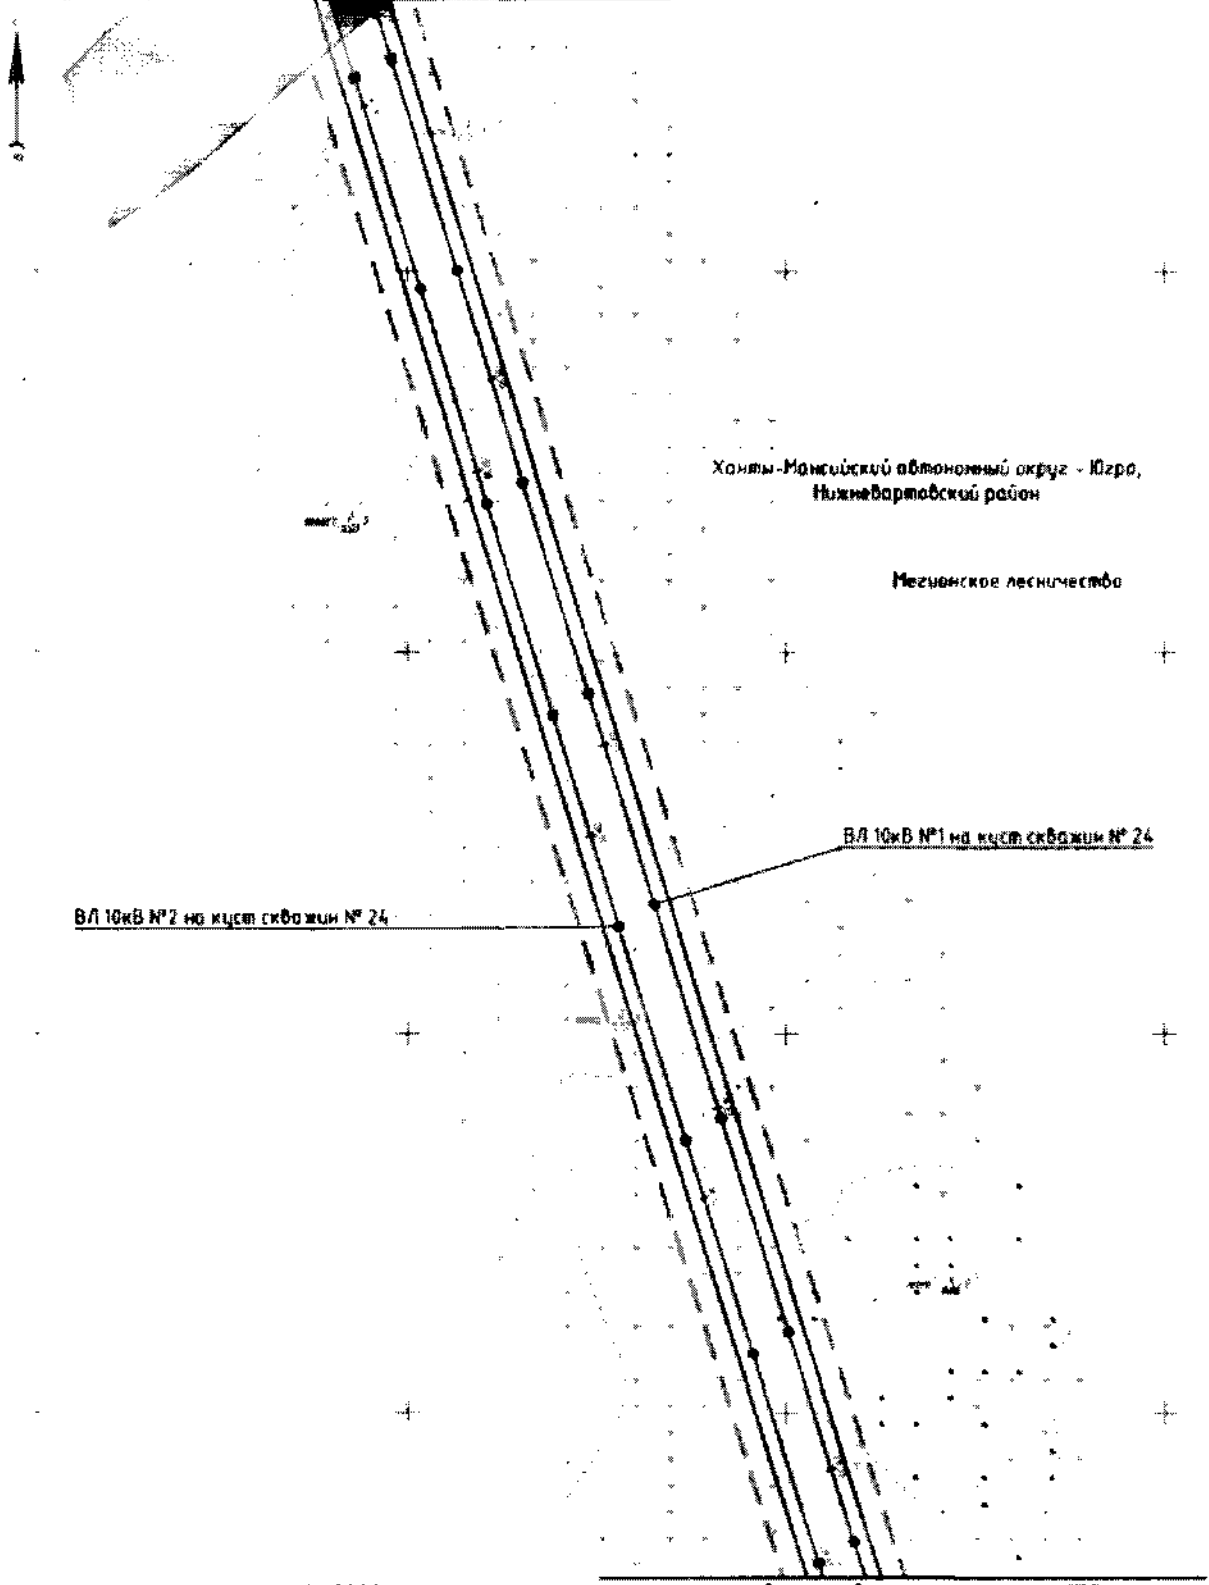 Ханты-Мансийский автономный округ - Югра,
Нижневартовский район
Мегионское лесничество
ВЛ 10кВ №1 на куст скважин № 24
ВЛ 10кВ №2 на куст скважин № 24